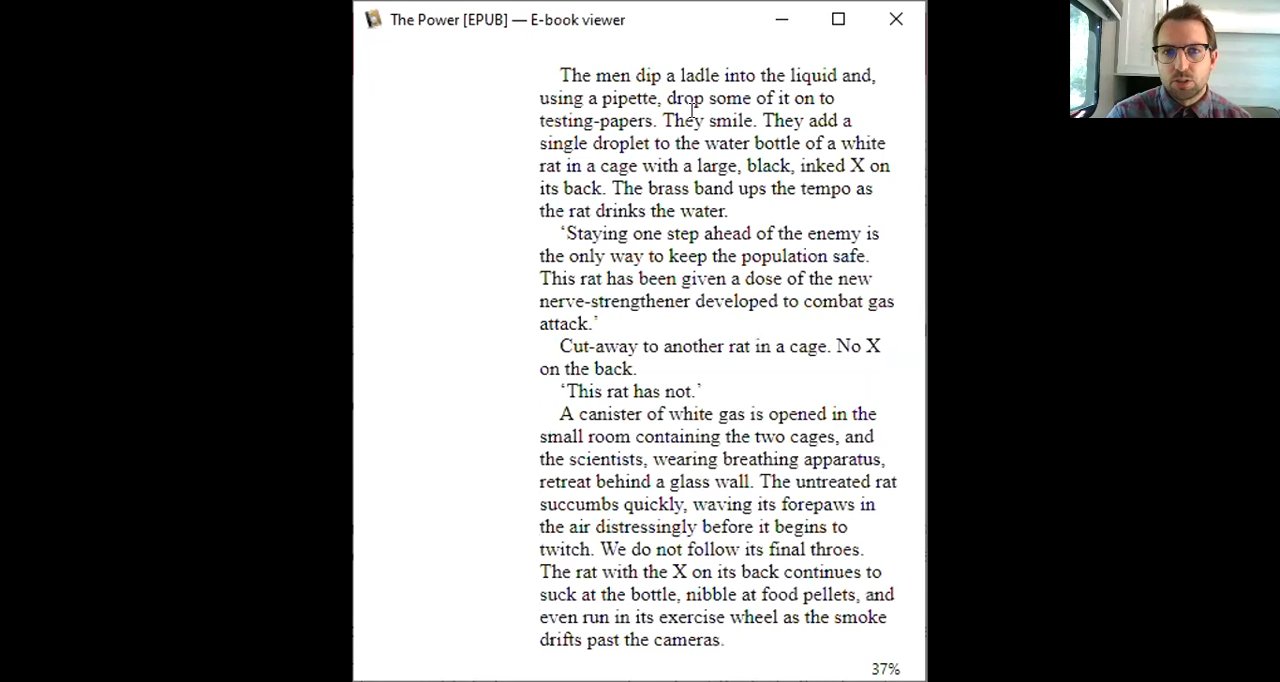 The Power [EPUB] — E-book viewer
The men dip a ladle into the liquid and,
using a pipette, drop some of it on to
testing-papers. They smile. They add a
single droplet to the water bottle of a white
rat in a cage with a large, black, inked X on
its back. The brass band ups the tempo as
the rat drinks the water.
‘Staying one step ahead of the enemy is
the only way to keep the population safe.
This rat has been given a dose of the new
nerve-strengthener developed to combat gas
attack.’
Cut-away to another rat in a cage. No X
on the back.
‘This rat has not.’
A canister of white gas is opened in the
small room containing the two cages, and
the scientists, wearing breathing apparatus,
retreat behind a glass wall. The untreated rat
succumbs quickly, waving its forepaws in
the air distressingly before it begins to
twitch. We do not follow its final throes.
The rat with the X on its back continues to
suck at the bottle, nibble at food pellets, and
even run in its exercise wheel as the smoke
drifts past the cameras.
37%